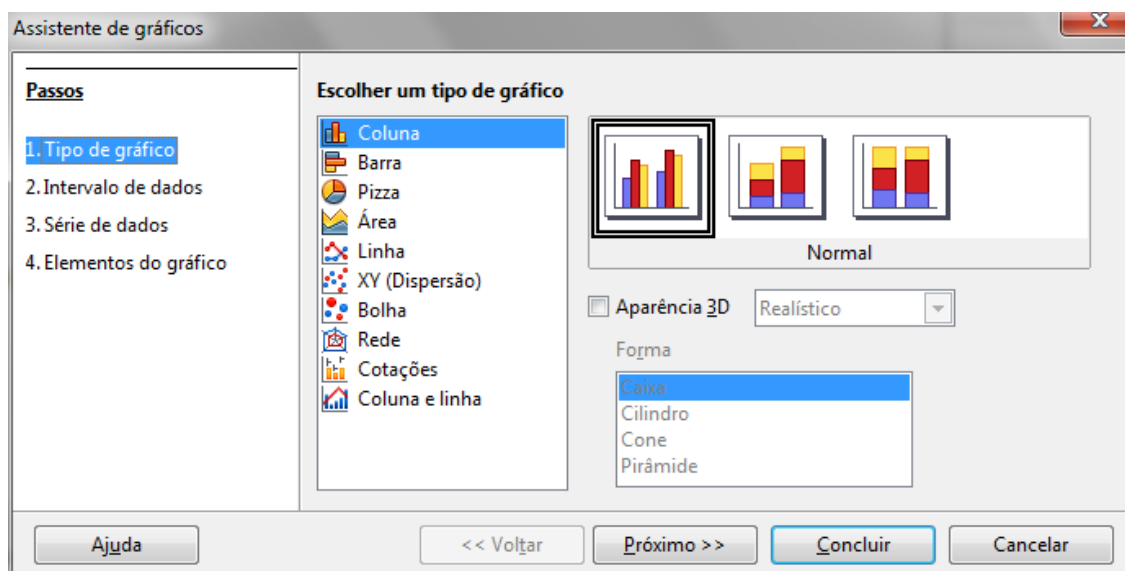 Assistente de gráficos
Passos
1. Tipo de gráfico
2. Intervalo de dados
3. Série de dados
4. Elementos do gráfico
Escolher um tipo de gráfico
Coluna
Barra
Pizza
Área
Linha
XY (Dispersão)
Bolha
Rede
Cotações
Coluna e linha
Normal
Aparência 3D
Realístico
Forma
Caixa
Cilindro
Cone
Pirâmide
Ajuda
<< Voltar
Próximo >>
Concluir
Cancelar